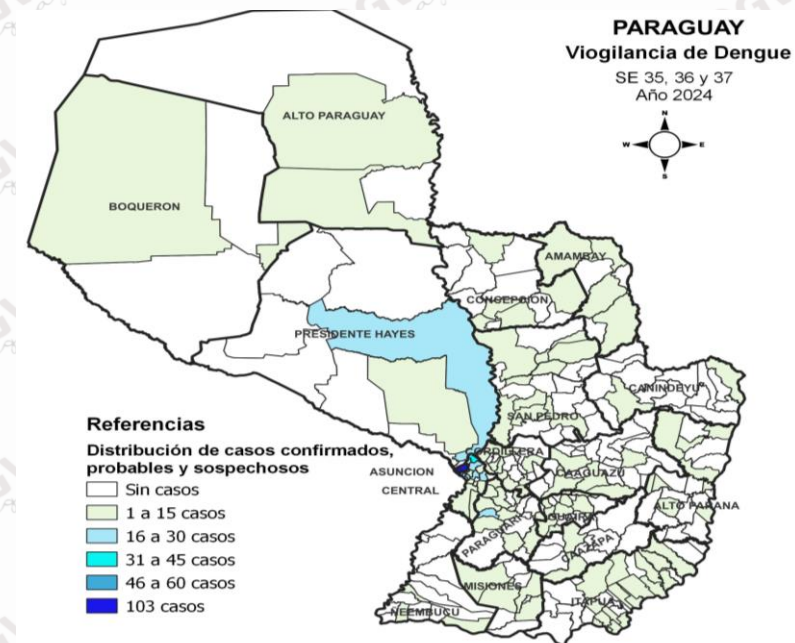 PARAGUAY
Viogilancia de Dengue
SE 35, 36 y 37
Año 2024
N
W
E
S
ALTO PARAGUAY
BOQUERON
AMAMBAY
CONCEPCION
PRESIDENTE HAYES
CANINDEYU
SAN PEDRO
Referencias
Distribución de casos confirmados,
probables y sospechosos
Sin casos
1 a 15 casos
16 a 30 casos
31 a 45 casos
46 a 60 casos
103 casos
ASUNCION
CENTRAL
CAAGUAZU
ALTO PARANA
PARAGUARI
CAAZAPA
MISIONES
ITAPUA
ÑEEMBUCU